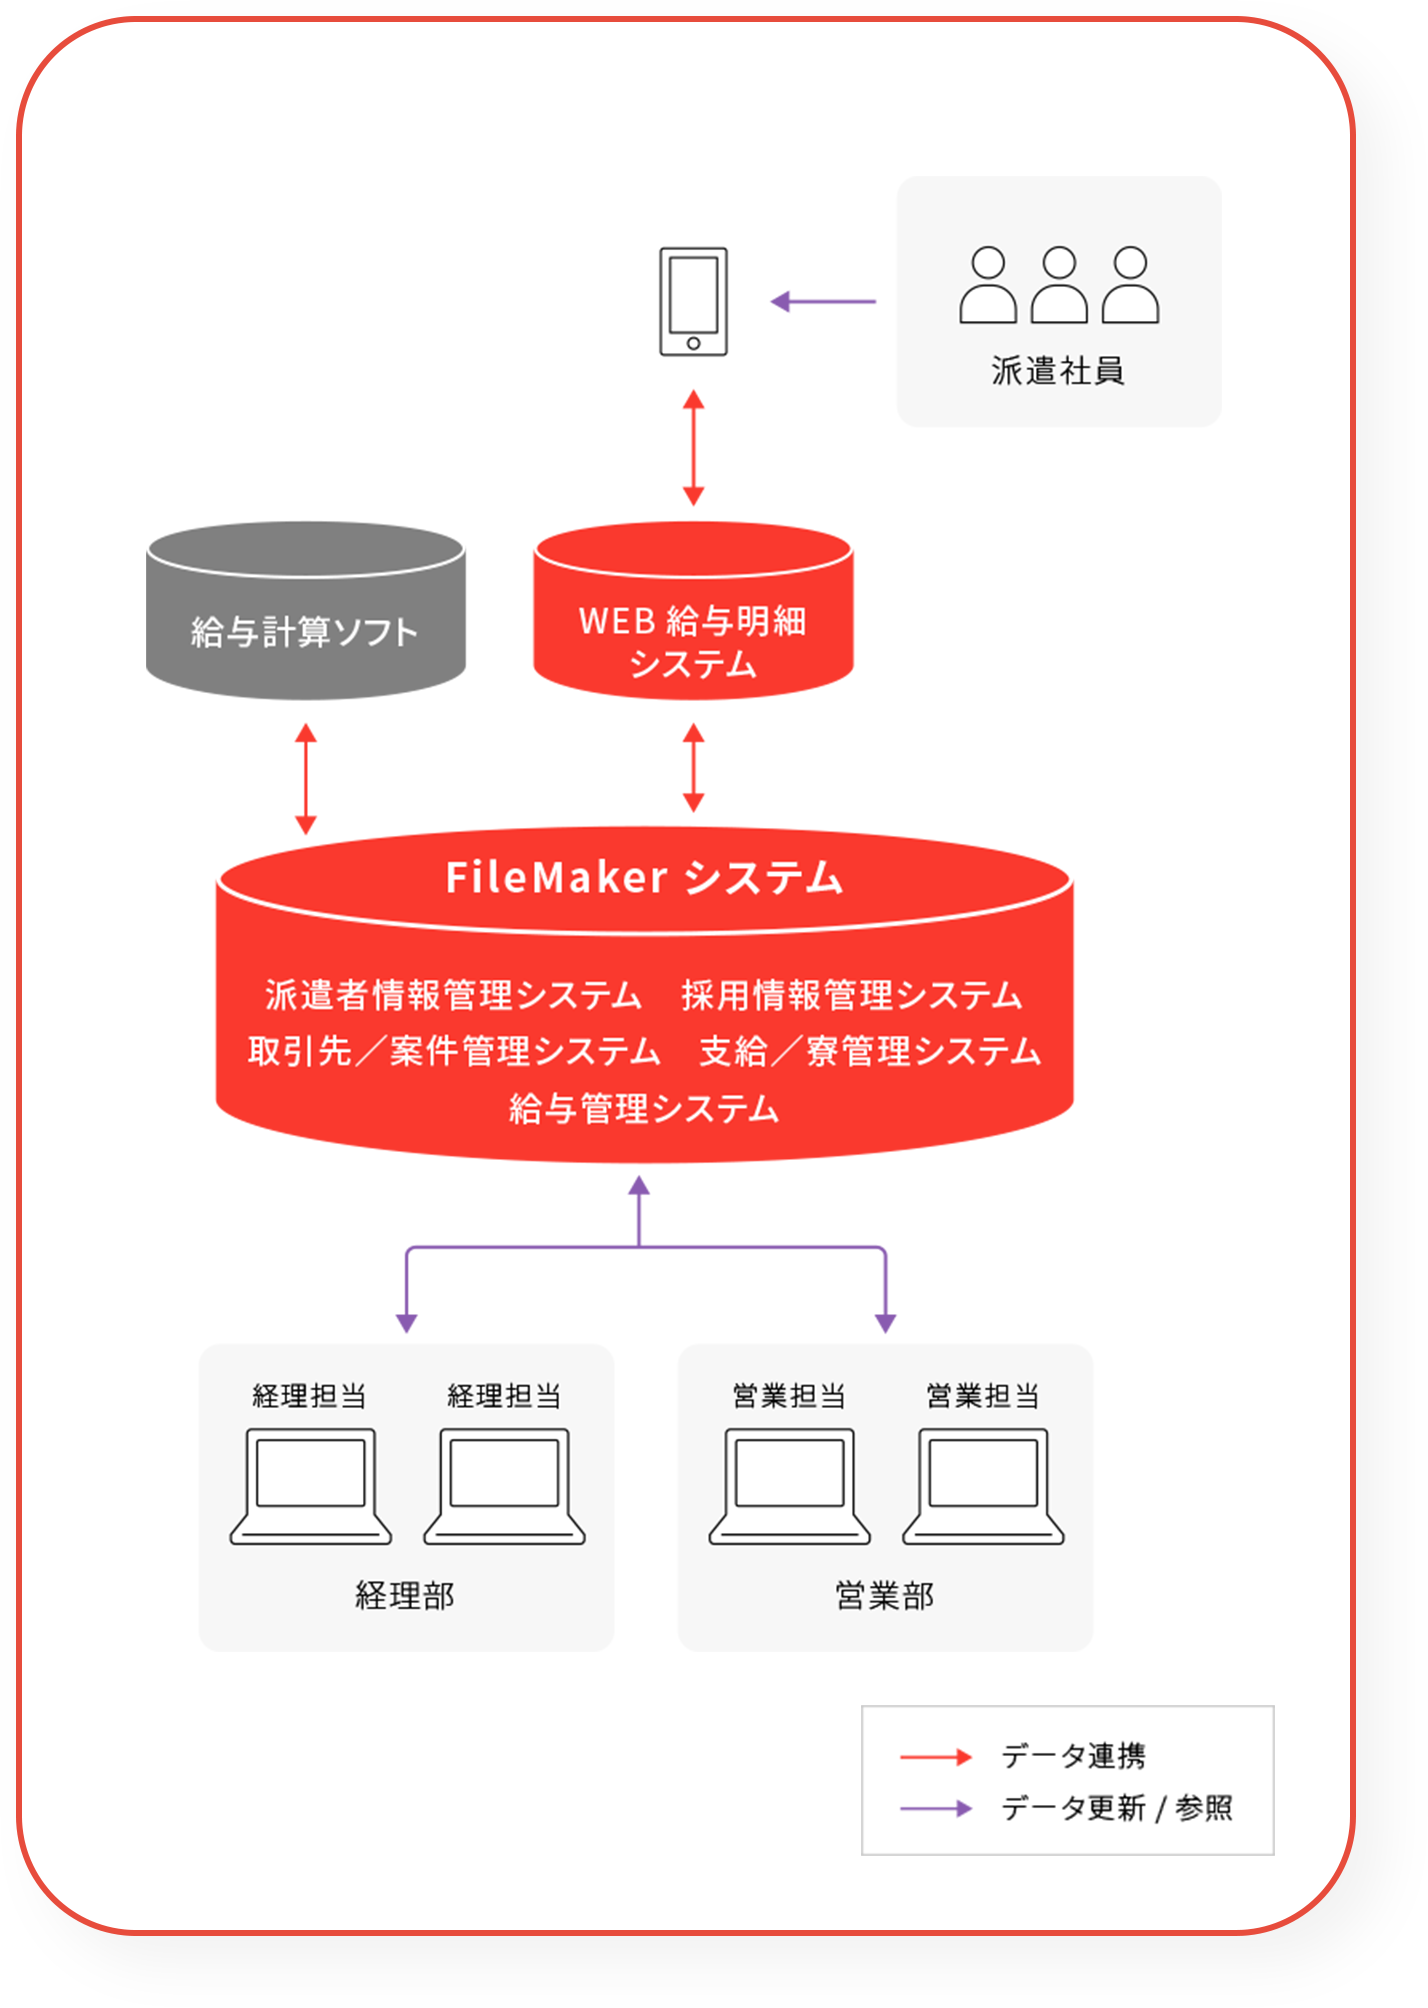 派遣社員
給与計算ソフト
WEB 給与明細
システム
FileMaker システム
派遣者情報管理システム　採用情報管理システム
取引先／案件管理システム　支給／寮管理システム
給与管理システム
経理担当　経理担当
営業担当　営業担当
経理部
営業部
データ連携
データ更新 / 参照